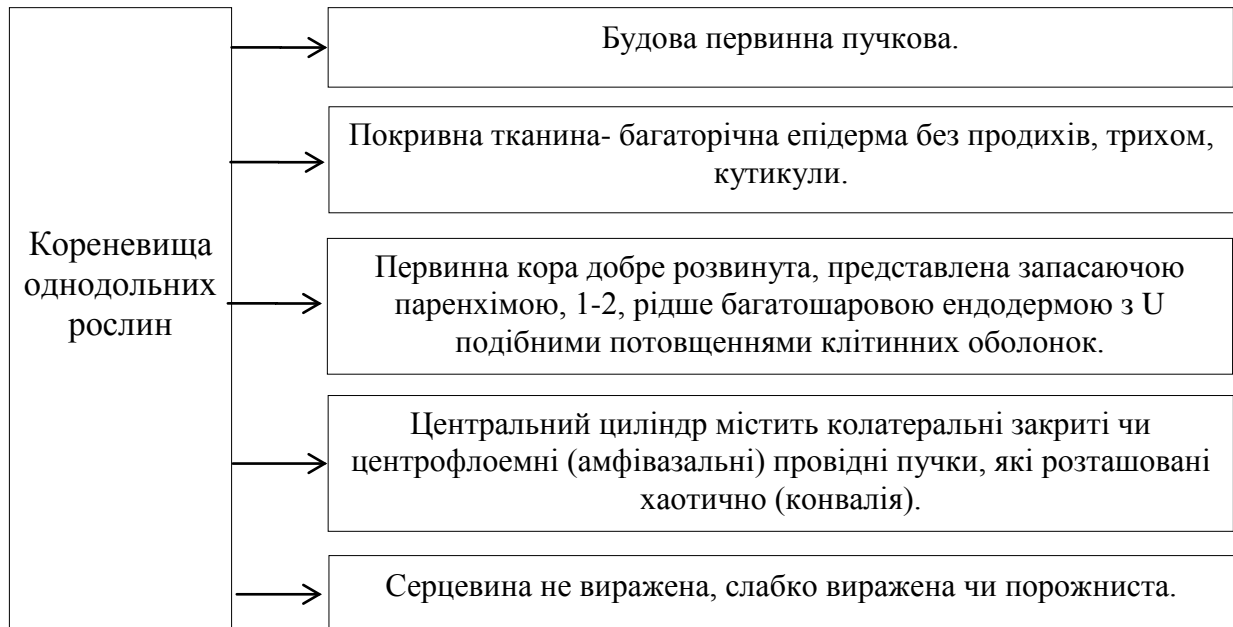 Кореневища
однодольних
рослин
Будова первинна пучкова.
Покривна тканина- багаторічна епідерма без продихів, трихом,
кутикули.
Первинна кора добре розвинута, представлена запасаючою
паренхімою, 1-2, рідше багатошаровою ендодермою з U
подібними потовщеннями клітинних оболонок.
Центральний циліндр містить колатеральні закриті чи
центрофлоемні (амфівазальні) провідні пучки, які розташовані
хаотично (конвалія).
Серцевина не виражена, слабко виражена чи порожниста.